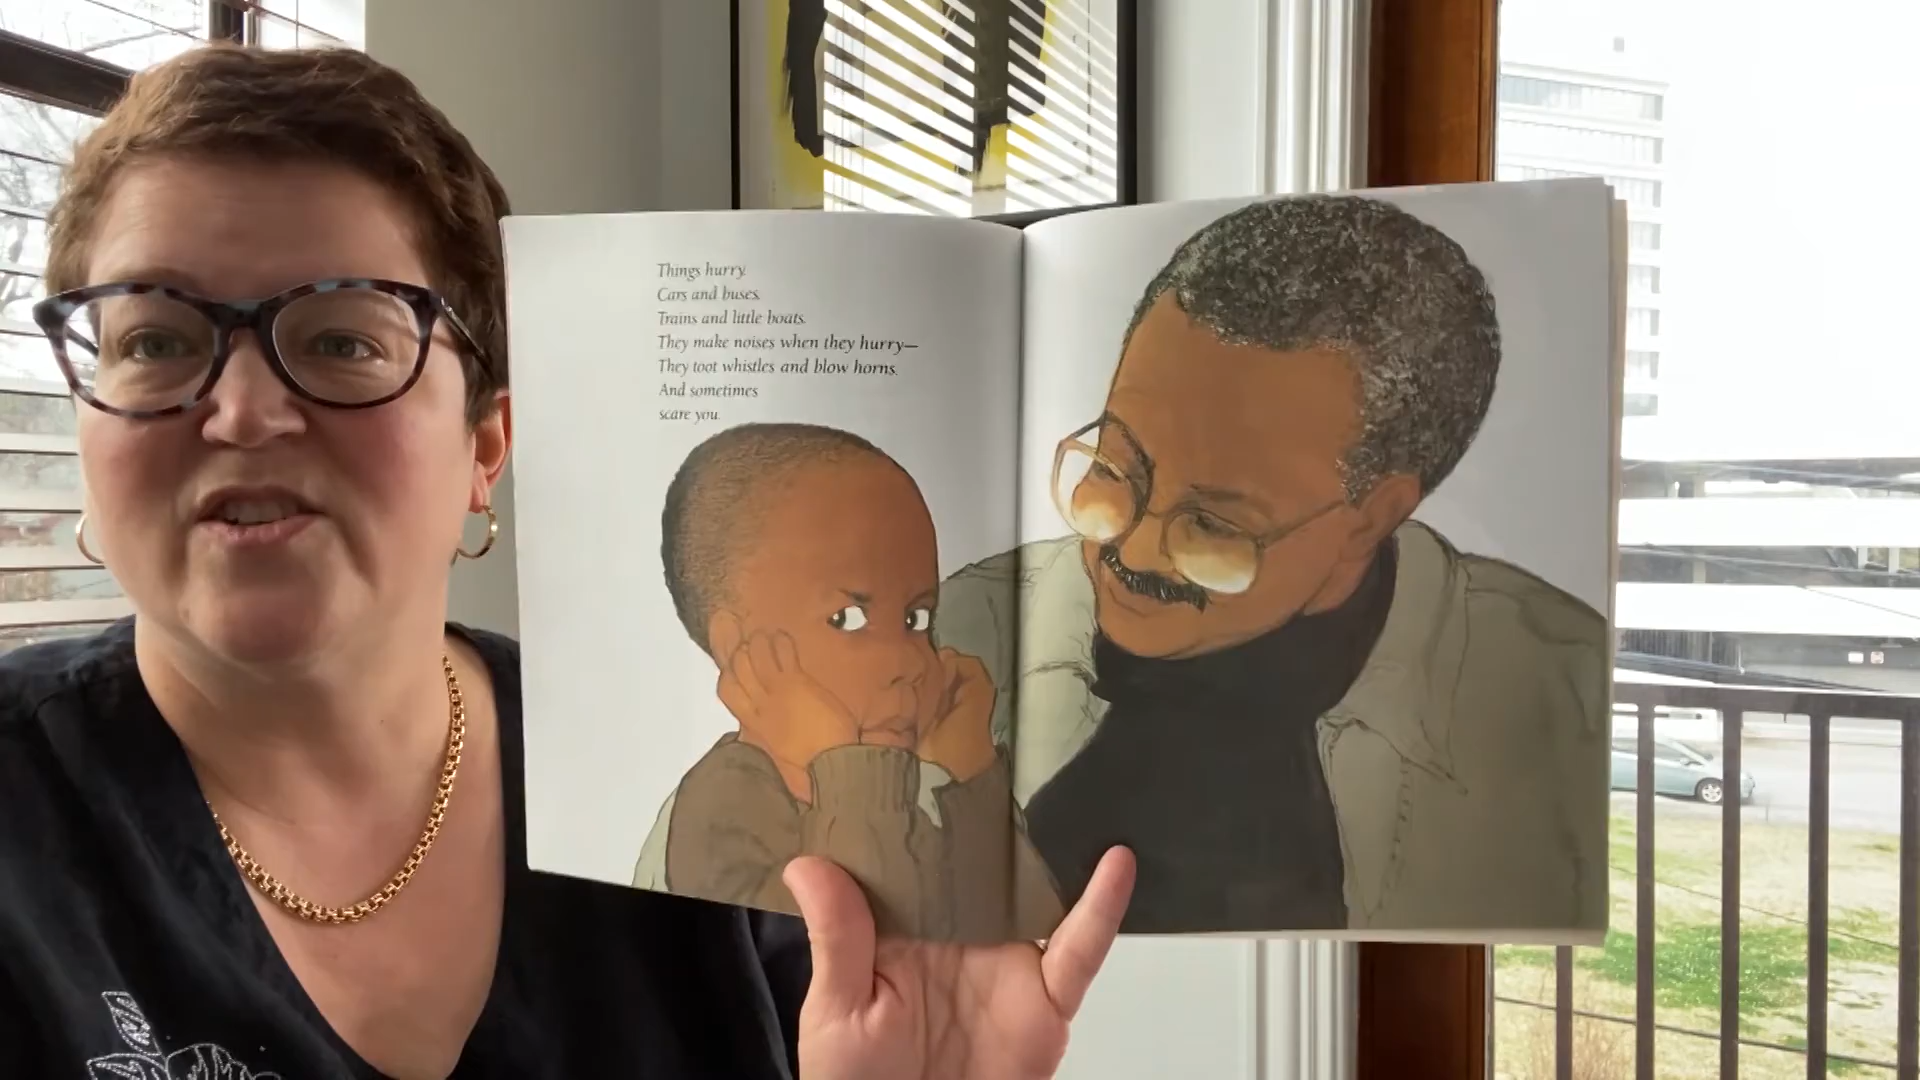 Things hurry.
Cars and buses.
Trains and little boats.
They make noises when they hurry—
They toot whistles and blow horns.
And sometimes
scare you.